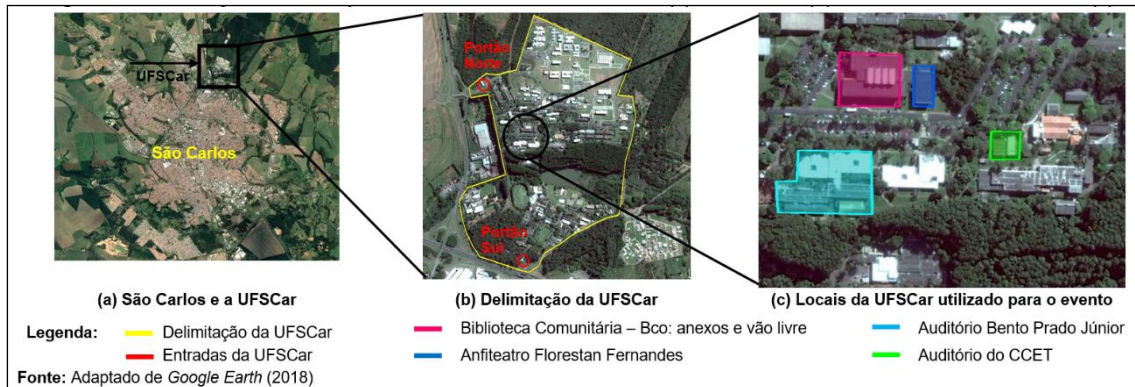 UFSCar
São Carlos
Portão
Norte
Portão
Sul
(a) São Carlos e a UFSCar
(b) Delimitação da UFSCar
(c) Locais da UFSCar utilizado para o evento
Legenda:
Delimitação da UFSCar
Entradas da UFSCar
Biblioteca Comunitária – Bco: anexos e vão livre
Anfiteatro Florestan Fernandes
Auditório Bento Prado Júnior
Auditório do CCET
Fonte: Adaptado de Google Earth (2018)